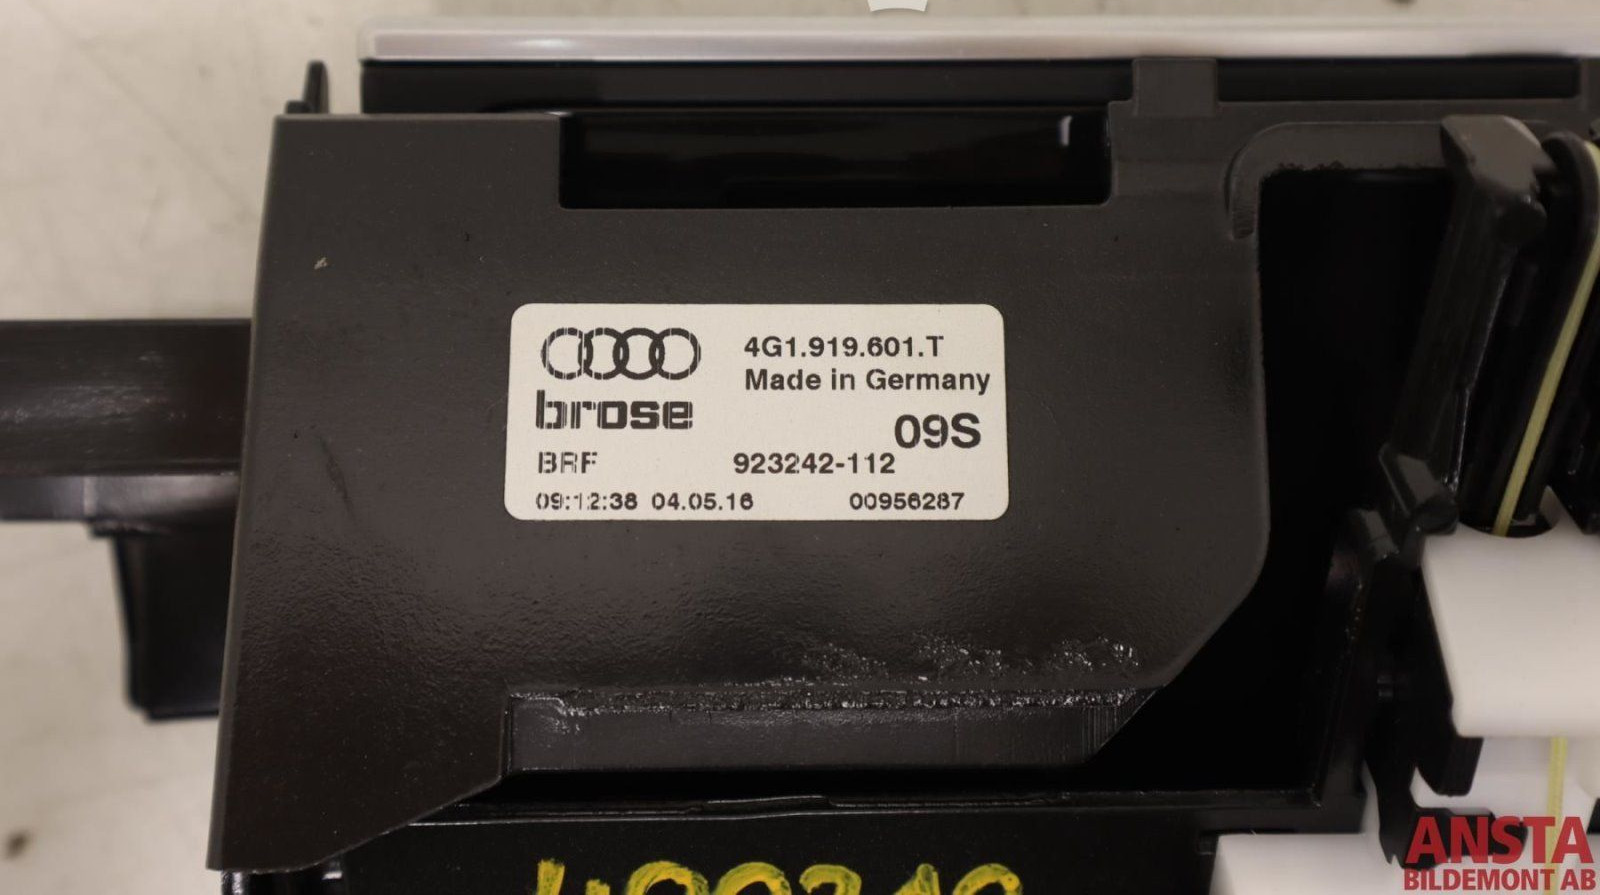 4G1.919.601.T
Made in Germany
brose
09S
BRF 923242-112
09:12:38 04.05.16 00956287
ANSTA
BILDEMONT AB